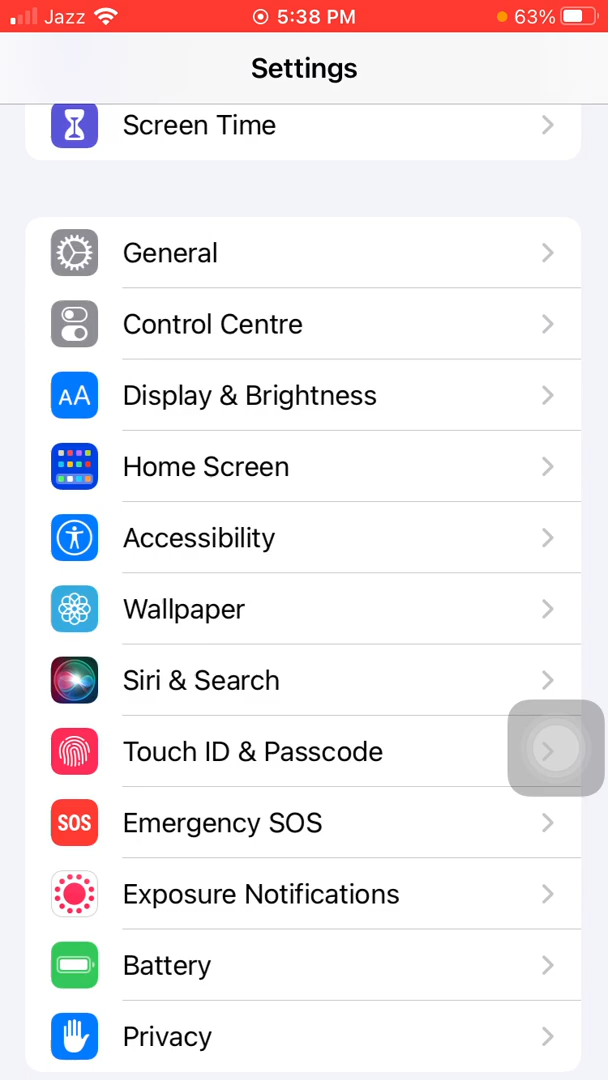 Jazz 5:38 PM 63%
Settings
Screen Time
General
Control Centre
AA Display & Brightness
Home Screen
Accessibility
Wallpaper
Siri & Search
Touch ID & Passcode
SOS Emergency SOS
Exposure Notifications
Battery
Privacy